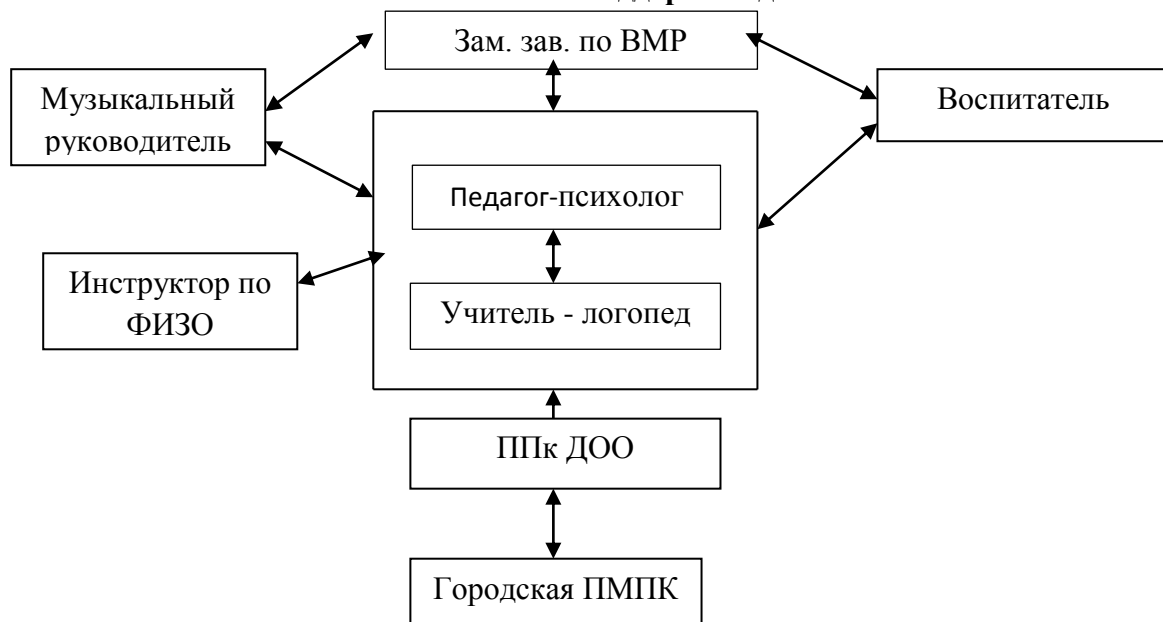 Зам. зав. по ВМР
Музыкальный
руководитель
Воспитатель
Педагог-психолог
Инструктор по
ФИЗО
Учитель - логопед
ППк ДОО
Городская ПМПК